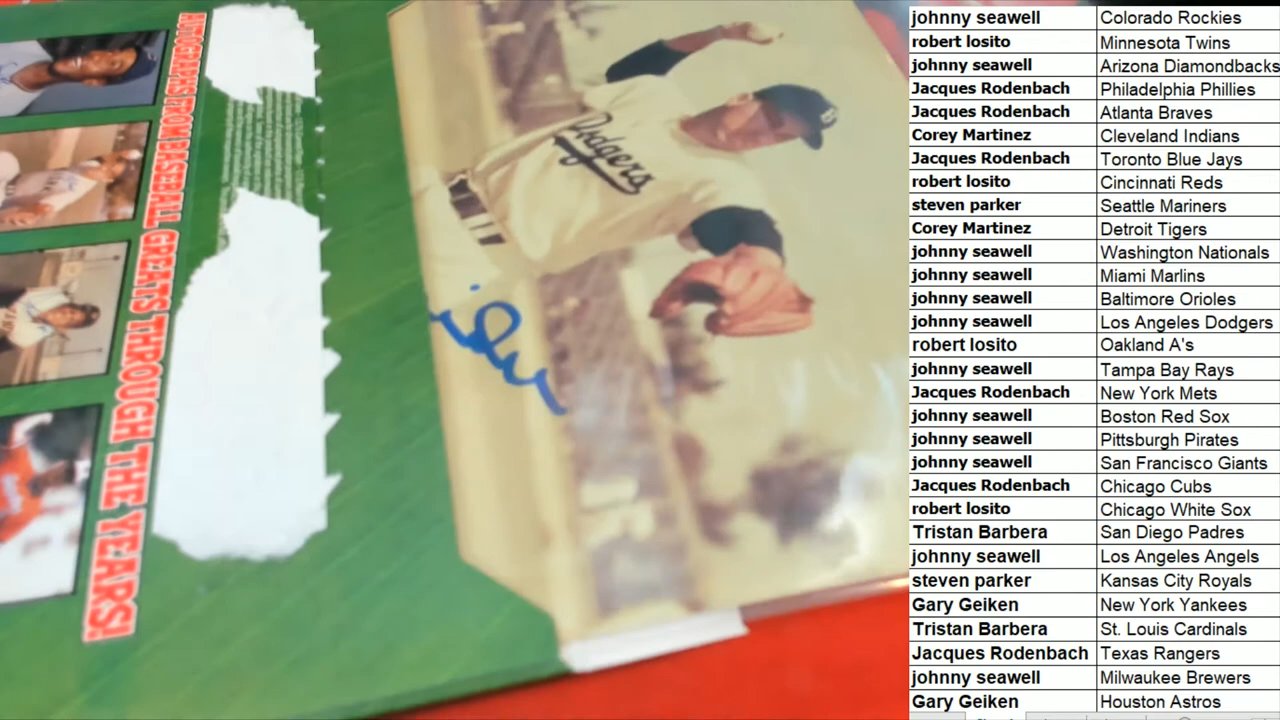 AUTOGRAPHS FROM BASEBALL GREATS THROUGH THE YEARS!
Dodgers
johnny seawell Colorado Rockies
robert losito Minnesota Twins
johnny seawell Arizona Diamondbacks
Jacques Rodenbach Philadelphia Phillies
Jacques Rodenbach Atlanta Braves
Corey Martinez Cleveland Indians
Jacques Rodenbach Toronto Blue Jays
robert losito Cincinnati Reds
steven parker Seattle Mariners
Corey Martinez Detroit Tigers
johnny seawell Washington Nationals
johnny seawell Miami Marlins
johnny seawell Baltimore Orioles
johnny seawell Los Angeles Dodgers
robert losito Oakland A's
johnny seawell Tampa Bay Rays
Jacques Rodenbach New York Mets
johnny seawell Boston Red Sox
johnny seawell Pittsburgh Pirates
johnny seawell San Francisco Giants
Jacques Rodenbach Chicago Cubs
robert losito Chicago White Sox
Tristan Barbera San Diego Padres
johnny seawell Los Angeles Angels
steven parker Kansas City Royals
Gary Geiken New York Yankees
Tristan Barbera St. Louis Cardinals
Jacques Rodenbach Texas Rangers
johnny seawell Milwaukee Brewers
Gary Geiken Houston Astros